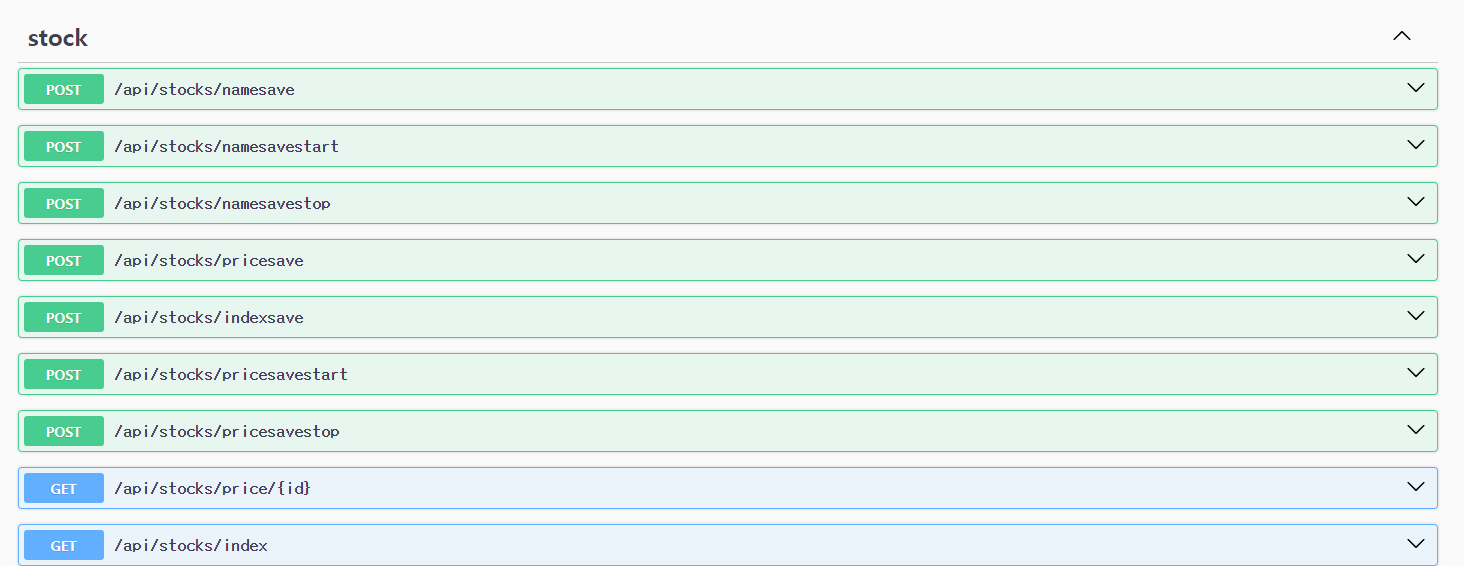 stock
POST /api/stocks/namesave
POST /api/stocks/namesavestart
POST /api/stocks/namesavestop
POST /api/stocks/pricesave
POST /api/stocks/indexsave
POST /api/stocks/pricesavestart
POST /api/stocks/pricesavestop
GET /api/stocks/price/{id}
GET /api/stocks/index